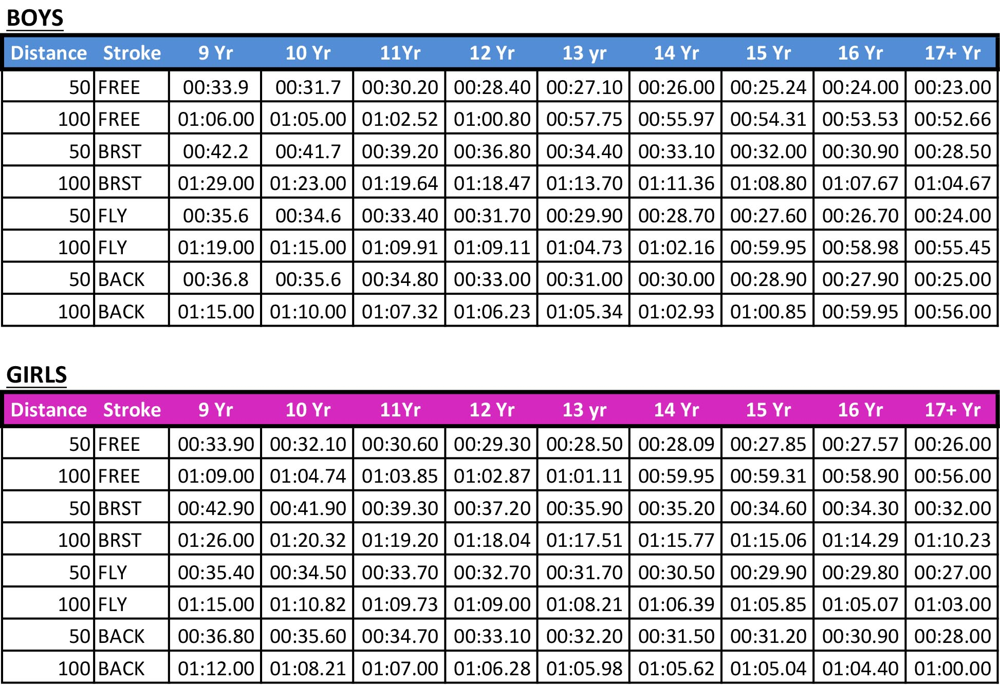 BOYS
Distance Stroke 9 Yr 10 Yr 11Yr 12 Yr 13 yr 14 Yr 15 Yr 16 Yr 17+ Yr
50 FREE 00:33.9 00:31.7 00:30.20 00:28.40 00:27.10 00:26.00 00:25.24 00:24.00 00:23.00
100 FREE 01:06.00 01:05.00 01:02.52 01:00.80 00:57.75 00:55.97 00:54.31 00:53.53 00:52.66
50 BRST 00:42.2 00:41.7 00:39.20 00:36.80 00:34.40 00:33.10 00:32.00 00:30.90 00:28.50
100 BRST 01:29.00 01:23.00 01:19.64 01:18.47 01:13.70 01:11.36 01:08.80 01:07.67 01:04.67
50 FLY 00:35.6 00:34.6 00:33.40 00:31.70 00:29.90 00:28.70 00:27.60 00:26.70 00:24.00
100 FLY 01:19.00 01:15.00 01:09.91 01:09.11 01:04.73 01:02.16 00:59.95 00:58.98 00:55.45
50 BACK 00:36.8 00:35.6 00:34.80 00:33.00 00:31.00 00:30.00 00:28.90 00:27.90 00:25.00
100 BACK 01:15.00 01:10.00 01:07.32 01:06.23 01:05.34 01:02.93 01:00.85 00:59.95 00:56.00
GIRLS
Distance Stroke 9 Yr 10 Yr 11Yr 12 Yr 13 yr 14 Yr 15 Yr 16 Yr 17+ Yr
50 FREE 00:33.90 00:32.10 00:30.60 00:29.30 00:28.50 00:28.09 00:27.85 00:27.57 00:26.00
100 FREE 01:09.00 01:04.74 01:03.85 01:02.87 01:01.11 00:59.95 00:59.31 00:58.90 00:56.00
50 BRST 00:42.90 00:41.90 00:39.30 00:37.20 00:35.90 00:35.20 00:34.60 00:34.30 00:32.00
100 BRST 01:26.00 01:20.32 01:19.20 01:18.04 01:17.51 01:15.77 01:15.06 01:14.29 01:10.23
50 FLY 00:35.40 00:34.50 00:33.70 00:32.70 00:31.70 00:30.50 00:29.90 00:29.80 00:27.00
100 FLY 01:15.00 01:10.82 01:09.73 01:09.00 01:08.21 01:06.39 01:05.85 01:05.07 01:03.00
50 BACK 00:36.80 00:35.60 00:34.70 00:33.10 00:32.20 00:31.50 00:31.20 00:30.90 00:28.00
100 BACK 01:12.00 01:08.21 01:07.00 01:06.28 01:05.98 01:05.62 01:05.04 01:04.40 01:00.00